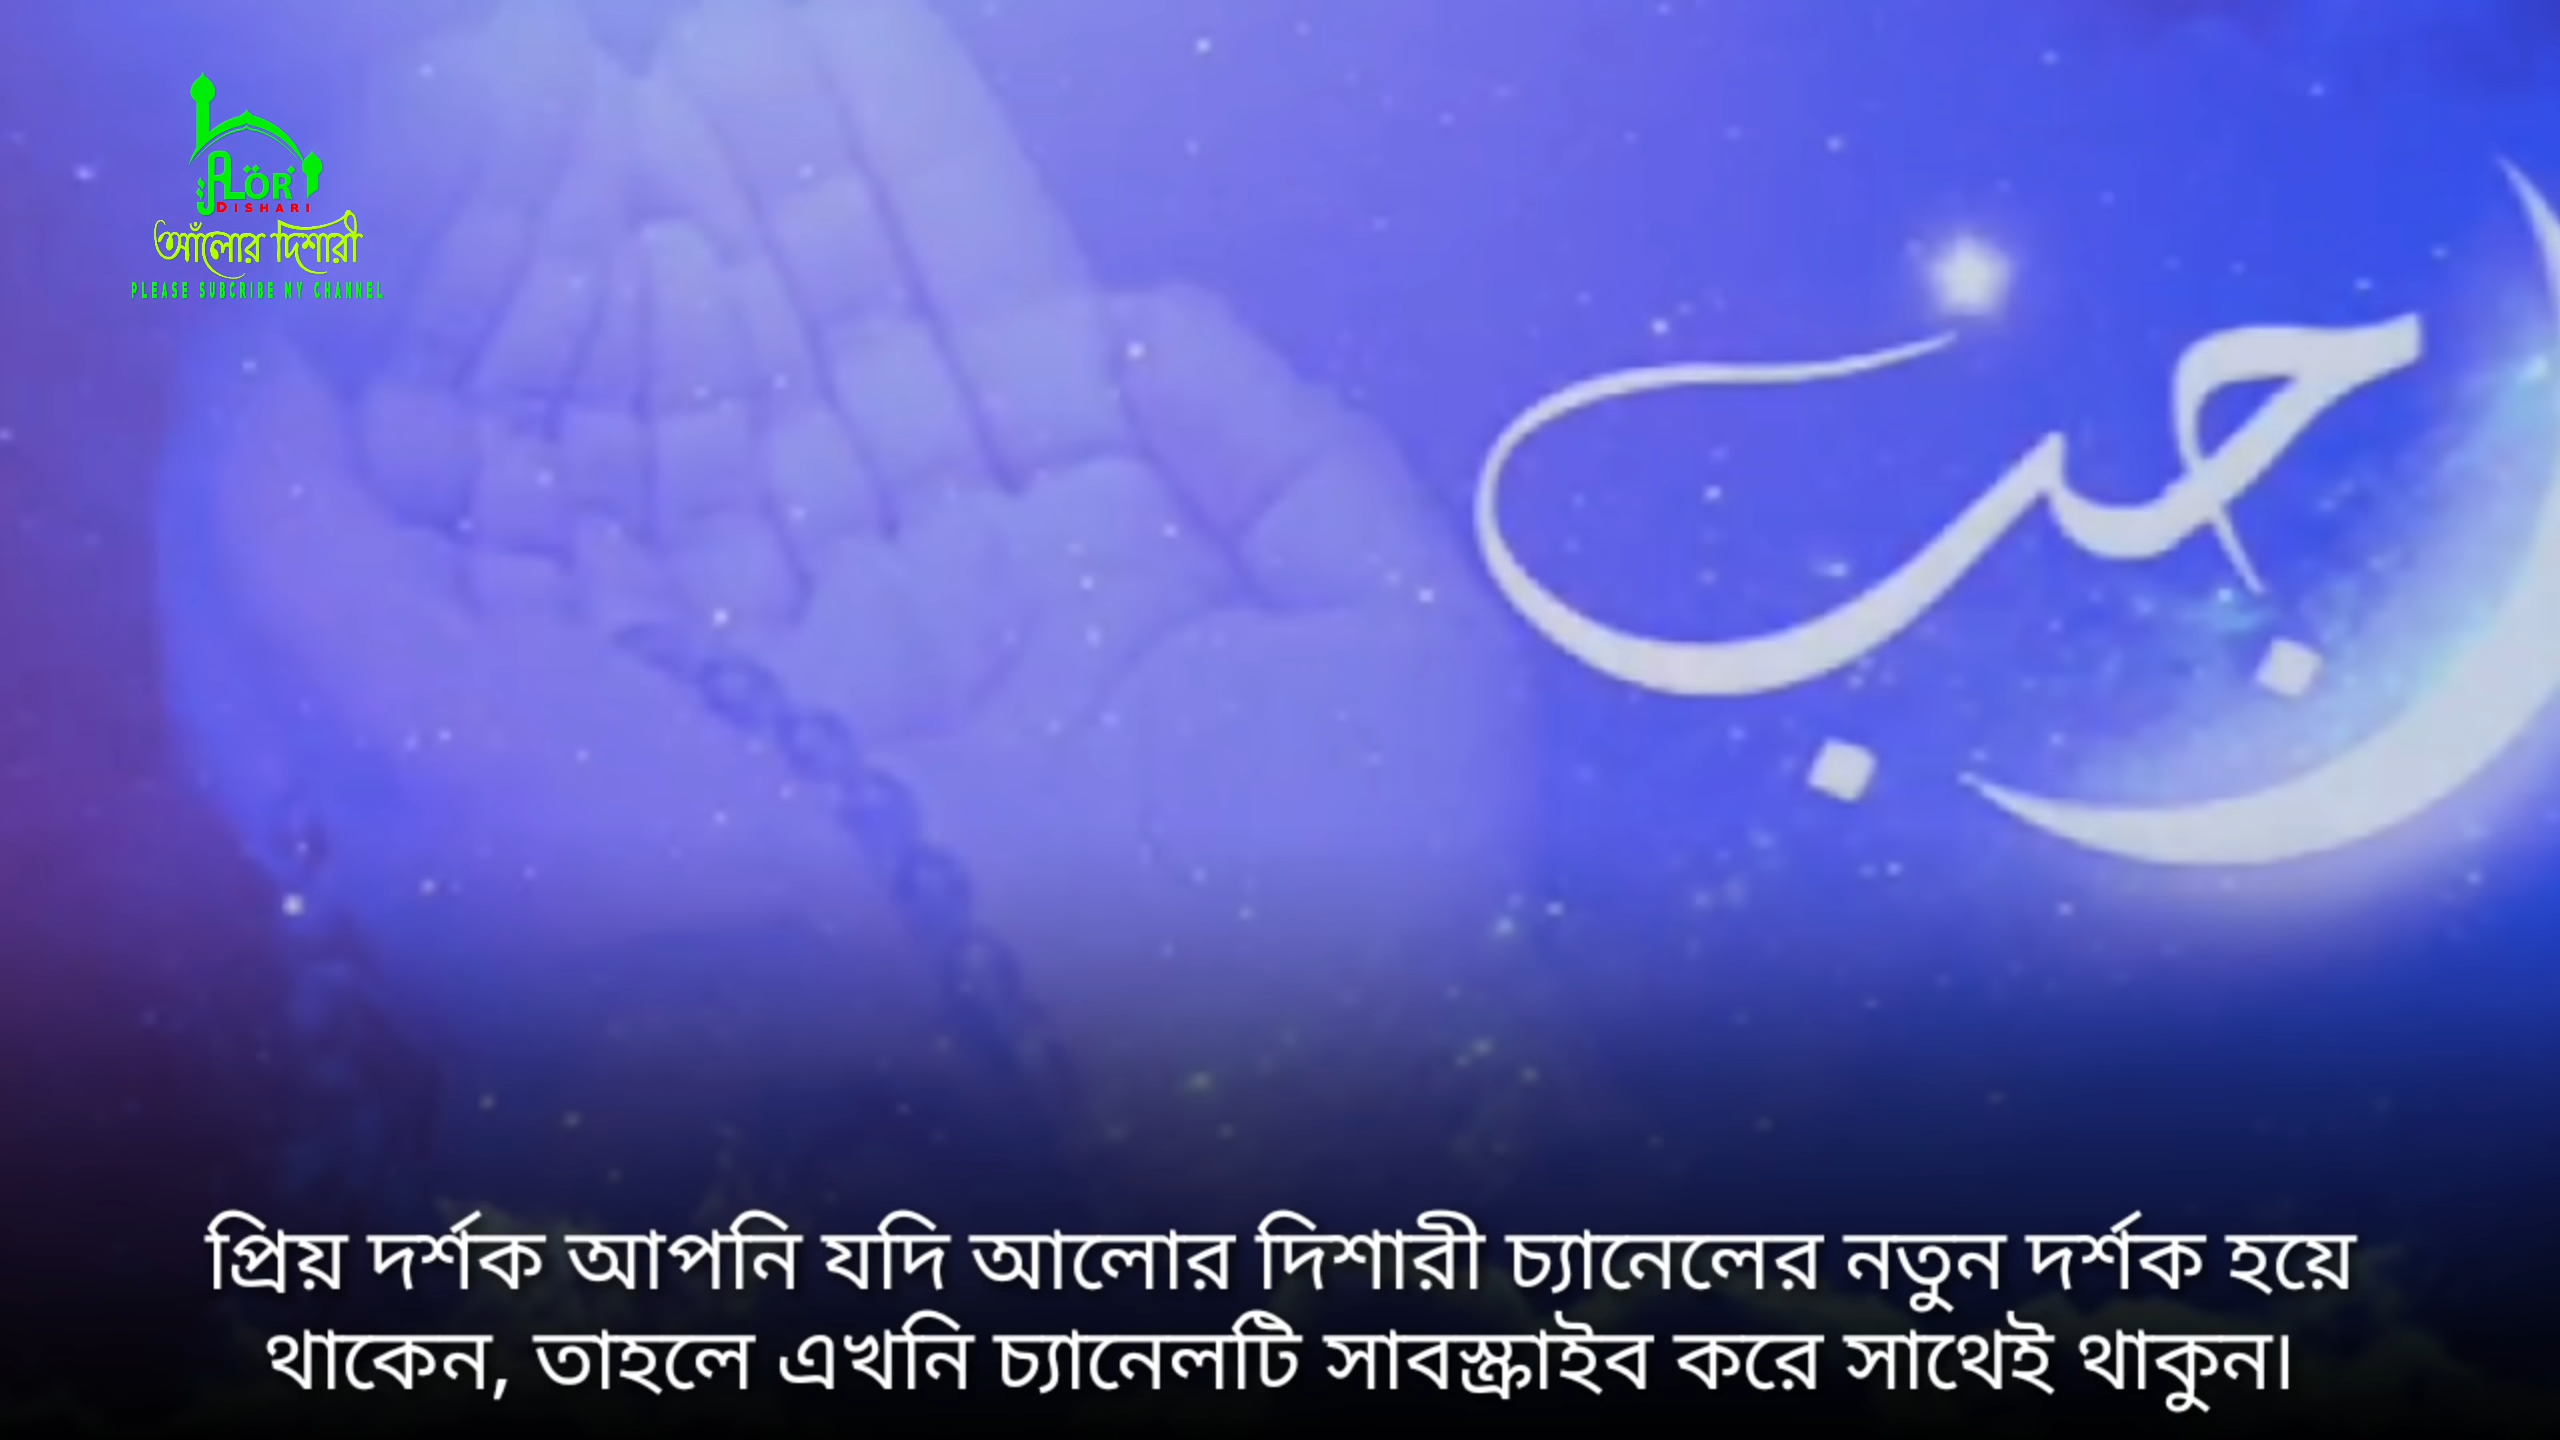 ALOR
DISHARI
আঁলোর দিশারী
PLEASE SUBCRIBE MY CHANNEL
প্রিয় দর্শক আপনি যদি আলোর দিশারী চ্যানেলের নতুন দর্শক হয়ে
থাকেন, তাহলে এখনি চ্যানেলটি সাবস্ক্রাইব করে সাথেই থাকুন।